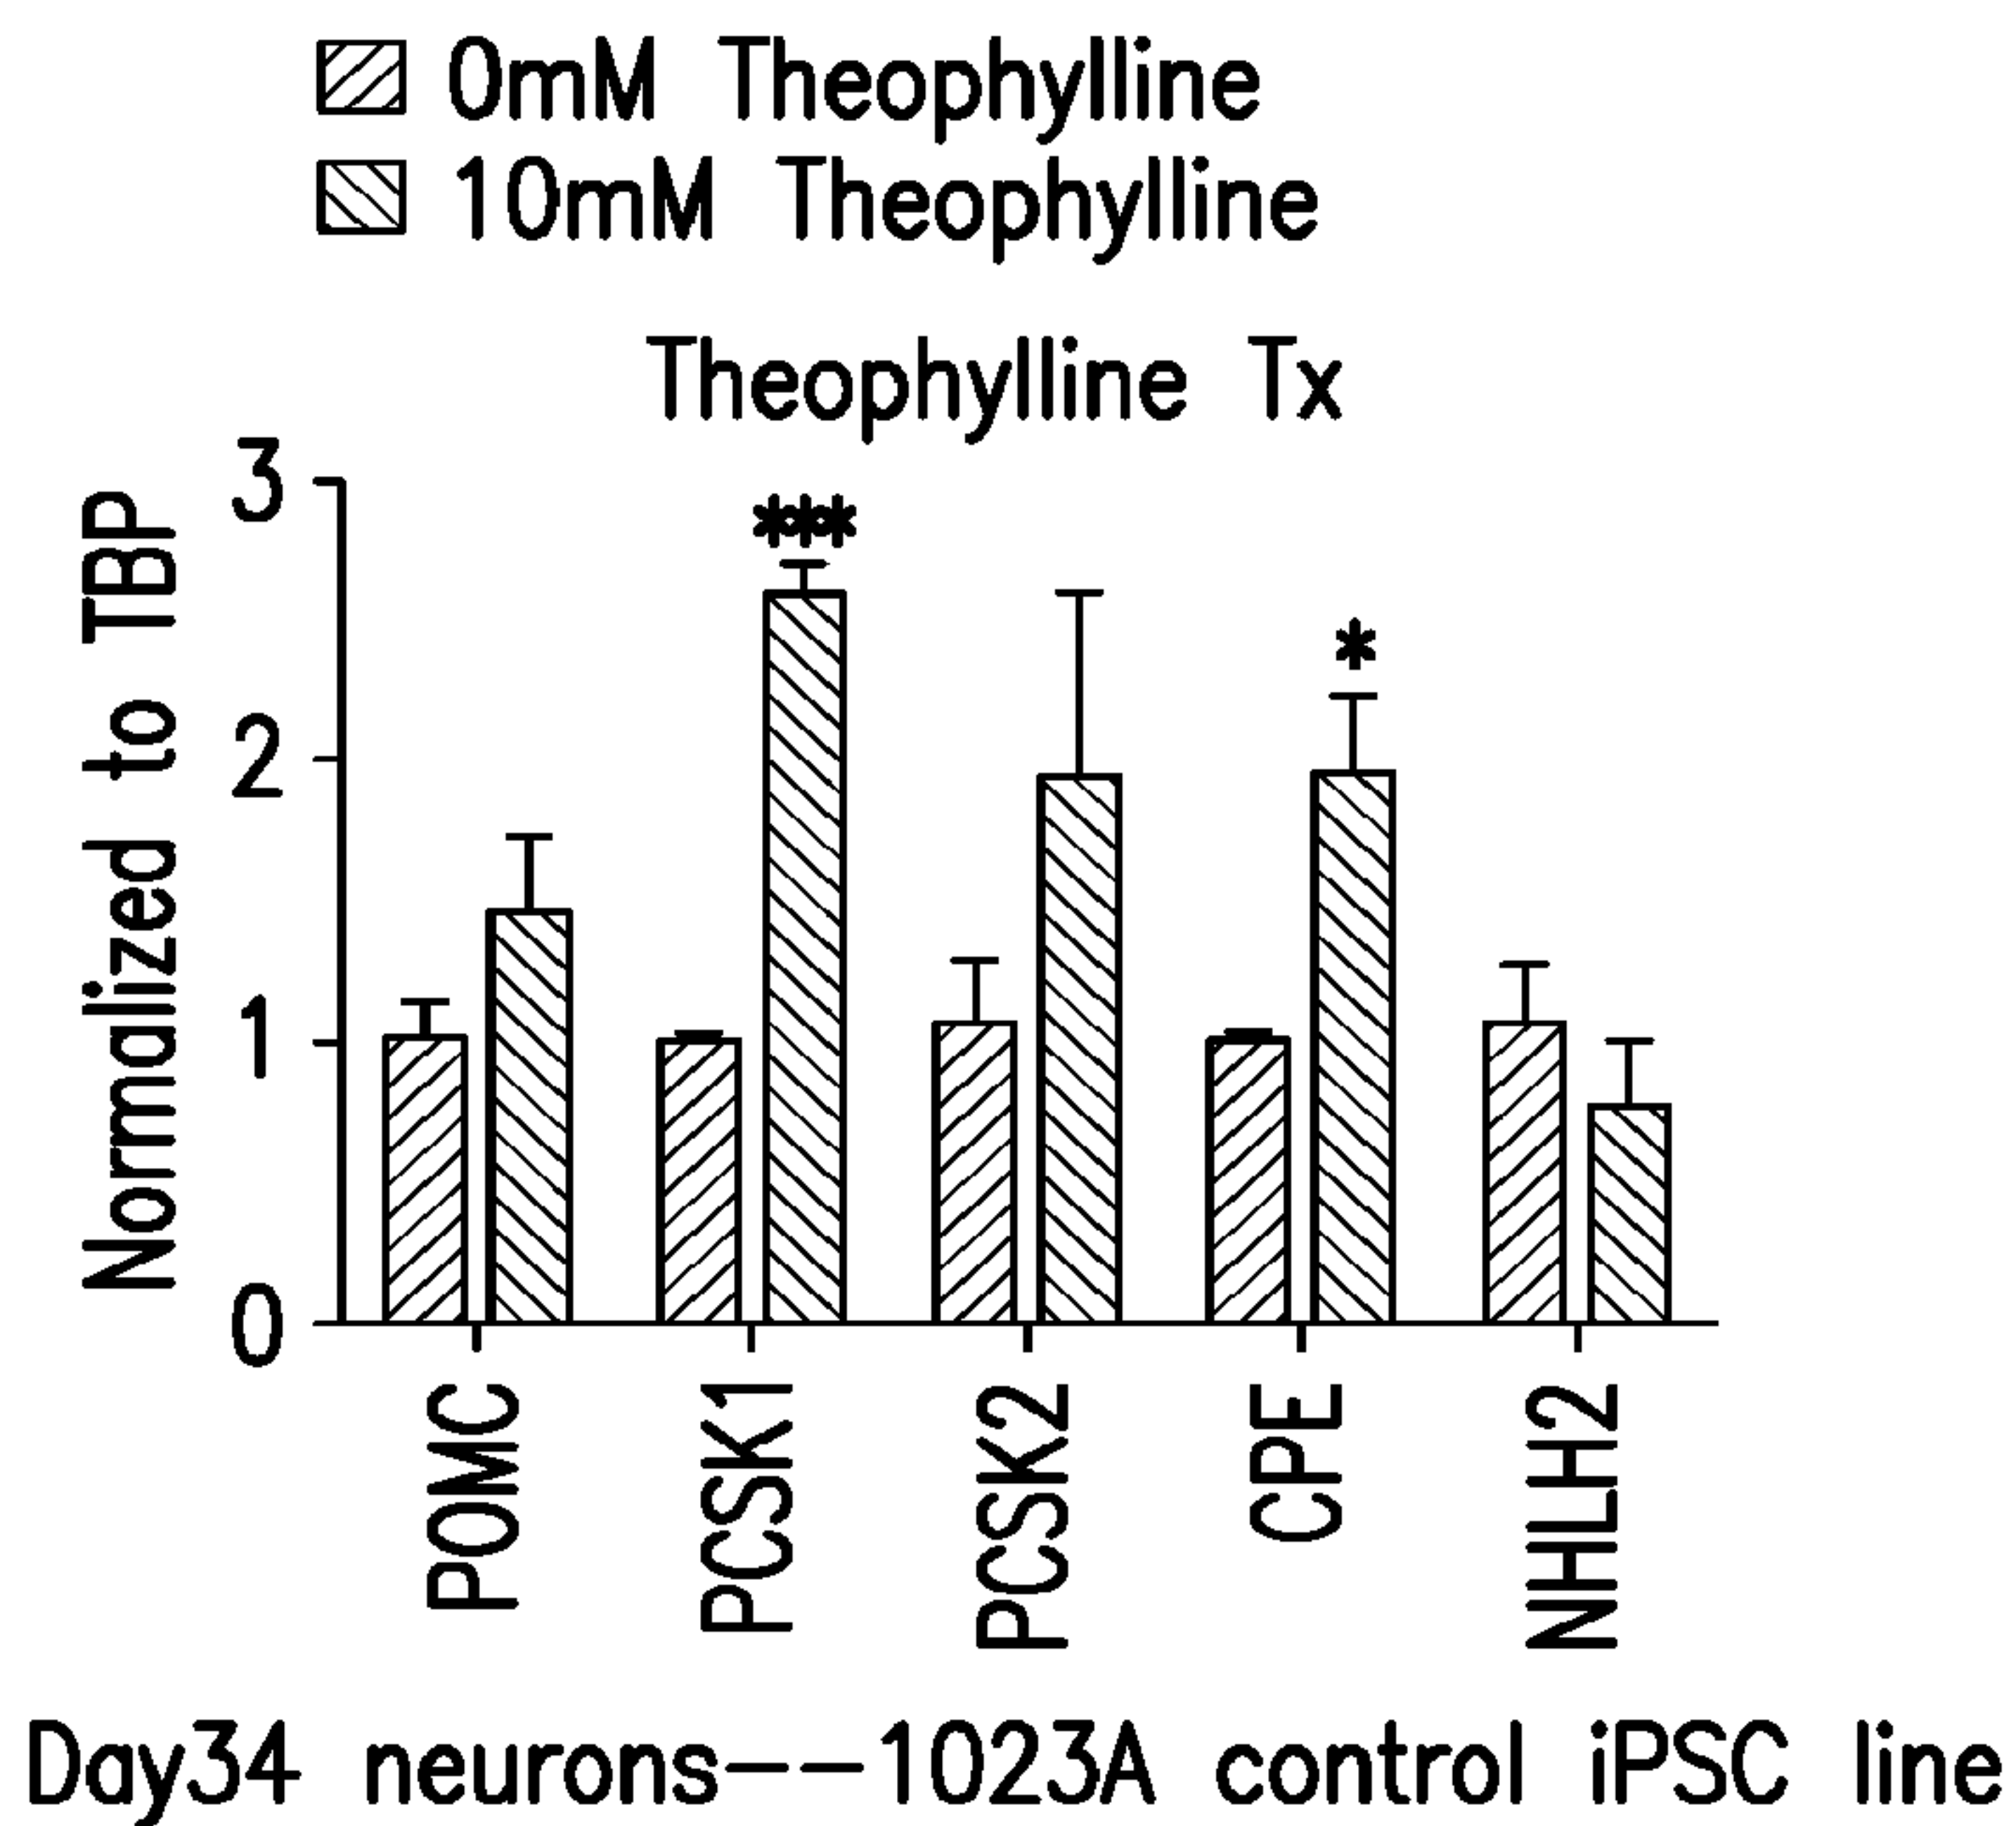 0mM Theophylline
10mM Theophylline
Theophylline Tx
Normalized to TBP
3
2
1
0
***
*
POMC
PCSK1
PCSK2
CPE
NHLH2
Day34 neurons--1023A control iPSC line